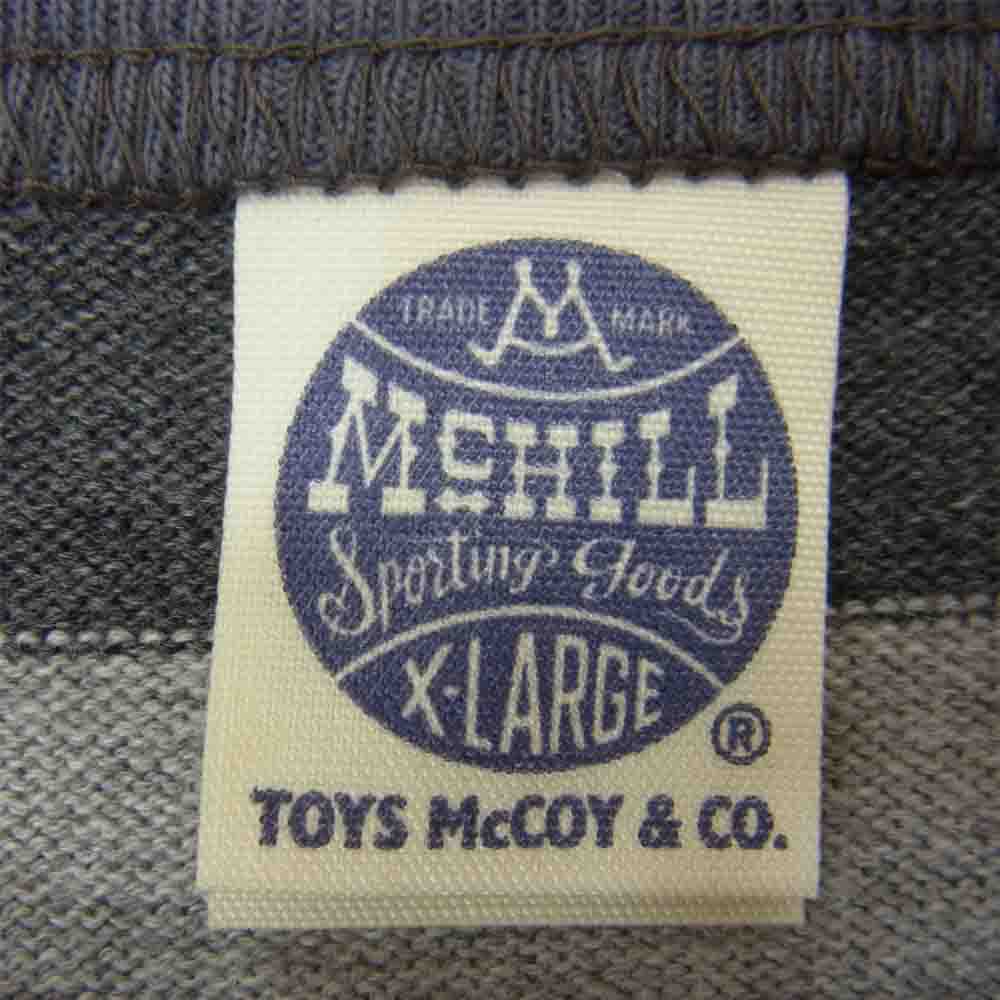 TRADE M MARK
McHILL
Sporting Goods
X-LARGE
®
TOYS McCOY & CO.